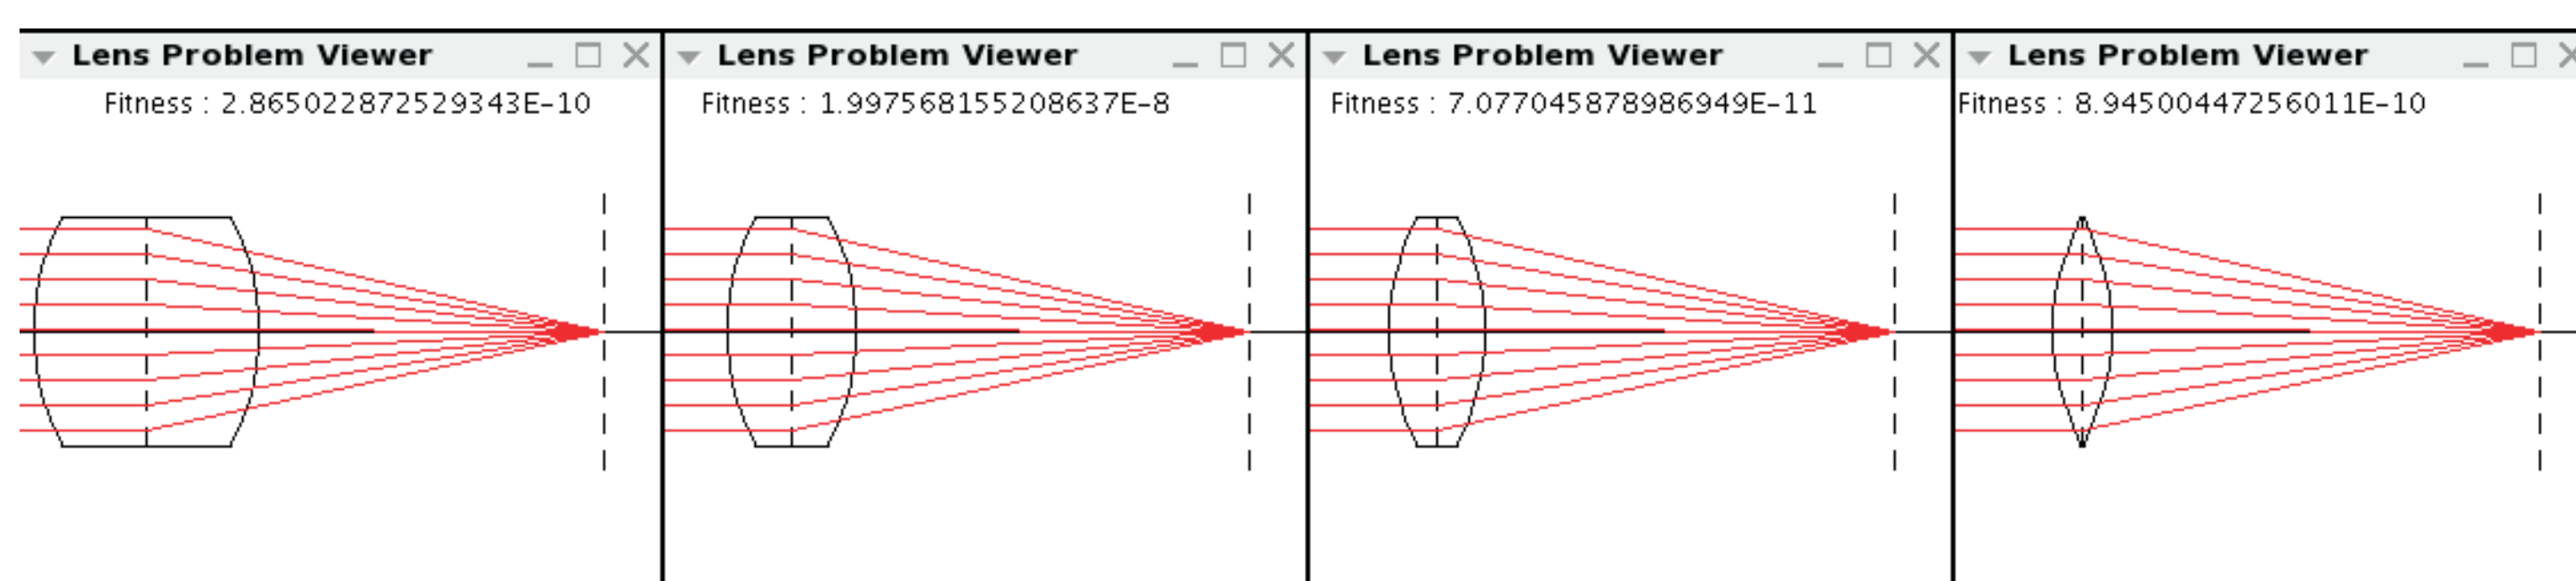 Lens Problem Viewer
Fitness : 2.865022872529343E-10
Lens Problem Viewer
Fitness : 1.997568155208637E-8
Lens Problem Viewer
Fitness : 7.077045878986949E-11
Lens Problem Viewer
Fitness : 8.94500447256011E-10